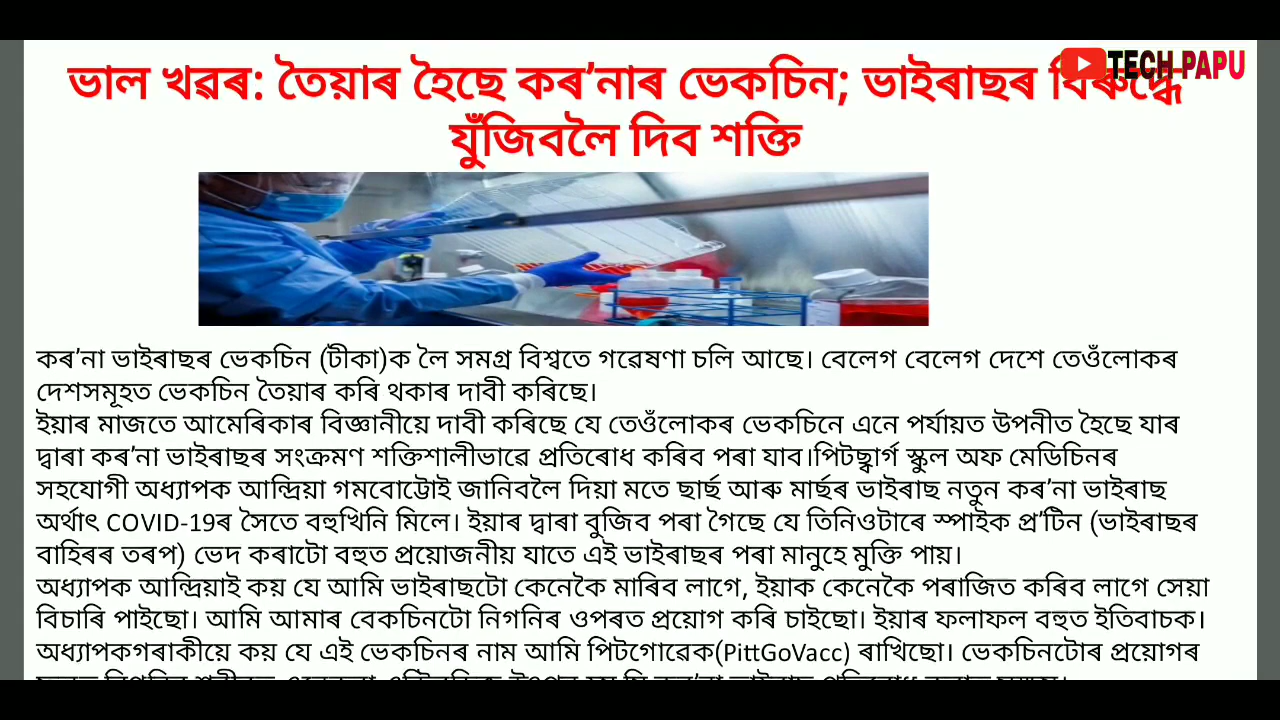 ভাল খৱৰ: তৈয়াৰ হৈছে কৰ’নাৰ ভেকচিন; ভাইৰাছৰ বিৰুদ্ধে
TECH PAPU
যুঁজিবলৈ দিব শক্তি
কৰ’না ভাইৰাছৰ ভেকচিন (টীকা)ক লৈ সমগ্ৰ বিশ্বতে গৱেষণা চলি আছে। বেলেগ বেলেগ দেশে তেওঁলোকৰ
দেশসমূহত ভেকচিন তৈয়াৰ কৰি থকাৰ দাবী কৰিছে।
ইয়াৰ মাজতে আমেৰিকাৰ বিজ্ঞানীয়ে দাবী কৰিছে যে তেওঁলোকৰ ভেকচিনে এনে পৰ্যায়ত উপনীত হৈছে যাৰ
দ্বাৰা কৰ’না ভাইৰাছৰ সংক্ৰমণ শক্তিশালীভাৱে প্ৰতিৰোধ কৰিব পৰা যাব।পিটছ্বাৰ্গ স্কুল অফ মেডিচিনৰ
সহযোগী অধ্যাপক আন্দ্ৰিয়া গমবোট্টোই জানিবলৈ দিয়া মতে ছাৰ্ছ আৰু মাৰ্ছৰ ভাইৰাছ নতুন কৰ’না ভাইৰাছ
অৰ্থাৎ COVID-19ৰ সৈতে বহুখিনি মিলে। ইয়াৰ দ্বাৰা বুজিব পৰা গৈছে যে তিনিওটাৰে স্পাইক প্ৰ’টিন (ভাইৰাছৰ
বাহিৰৰ তৰপ) ভেদ কৰাটো বহুত প্ৰয়োজনীয় যাতে এই ভাইৰাছৰ পৰা মানুহে মুক্তি পায়।
অধ্যাপক আন্দ্ৰিয়াই কয় যে আমি ভাইৰাছটো কেনেকৈ মাৰিব লাগে, ইয়াক কেনেকৈ পৰাজিত কৰিব লাগে সেয়া
বিচাৰি পাইছো। আমি আমাৰ বেকচিনটো নিগনিৰ ওপৰত প্ৰয়োগ কৰি চাইছো। ইয়াৰ ফলাফল বহুত ইতিবাচক।
অধ্যাপকগৰাকীয়ে কয় যে এই ভেকচিনৰ নাম আমি পিটগোৱেক(PittGoVacc) ৰাখিছো। ভেকচিনটোৰ প্ৰয়োগৰ